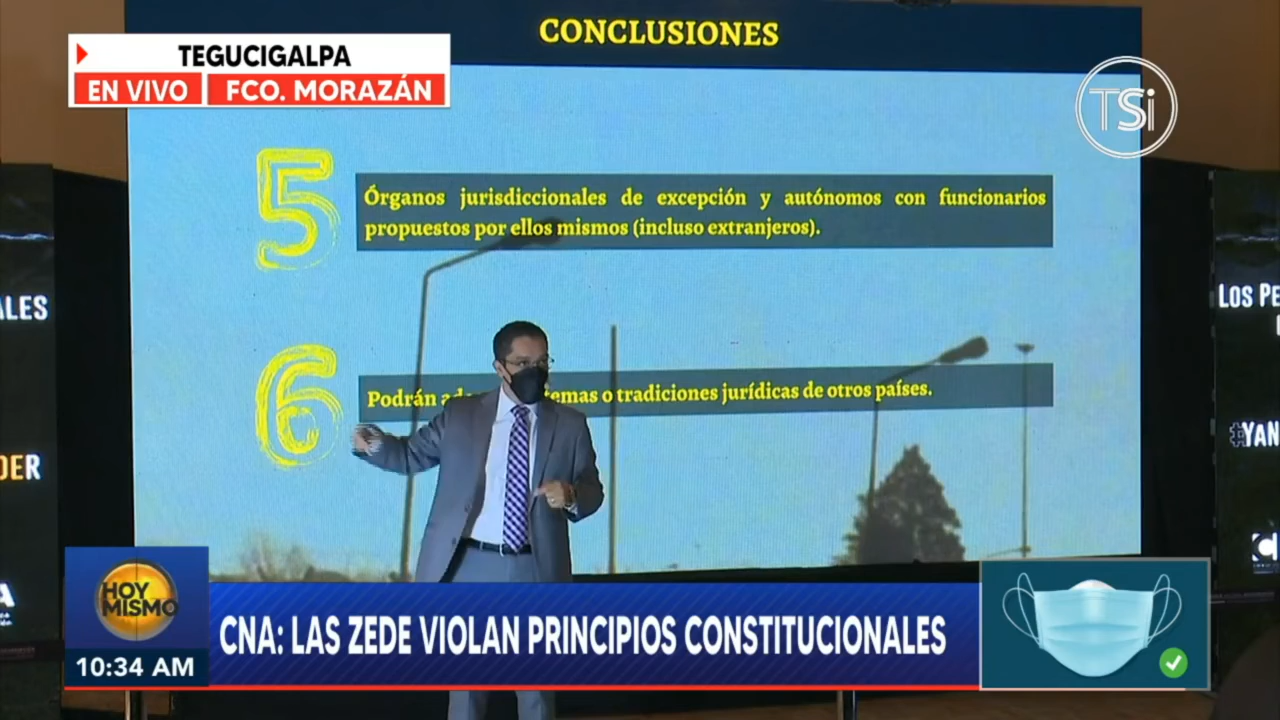 CONCLUSIONES
TEGUCIGALPA
EN VIVO FCO. MORAZÁN
TSi
5
Órganos jurisdiccionales de excepción y autónomos con funcionarios
propuestos por ellos mismos (incluso extranjeros).
6
Podrán temas o tradiciones jurídicas de otros países.
ALES
DER
A
LOS PE
#YAN
C
HOY
MISMO
10:34 AM
CNA: LAS ZEDE VIOLAN PRINCIPIOS CONSTITUCIONALES